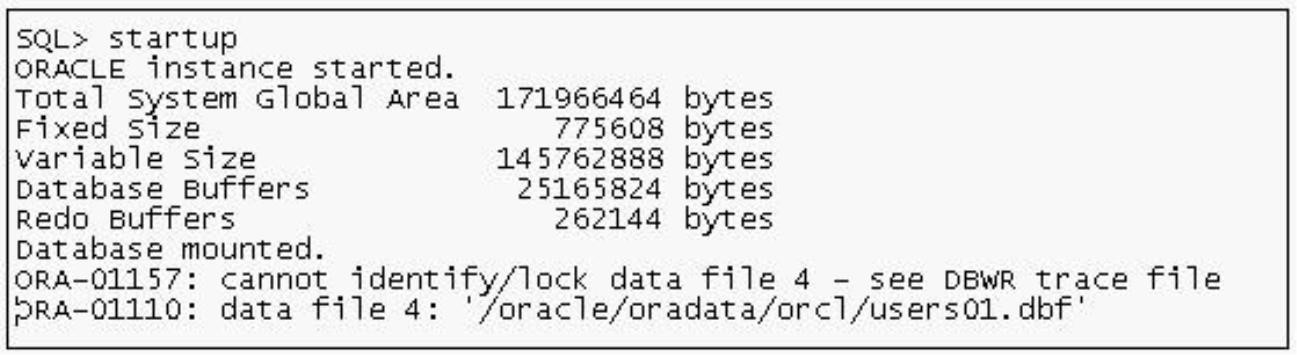 SQL> startup
ORACLE instance started.
Total System Global Area 171966464 bytes
Fixed Size 775608 bytes
Variable Size 145762888 bytes
Database Buffers 25165824 bytes
Redo Buffers 262144 bytes
Database mounted.
ORA-01157: cannot identify/lock data file 4 - see DBWR trace file
ORA-01110: data file 4: '/oracle/oradata/orcl/users01.dbf'